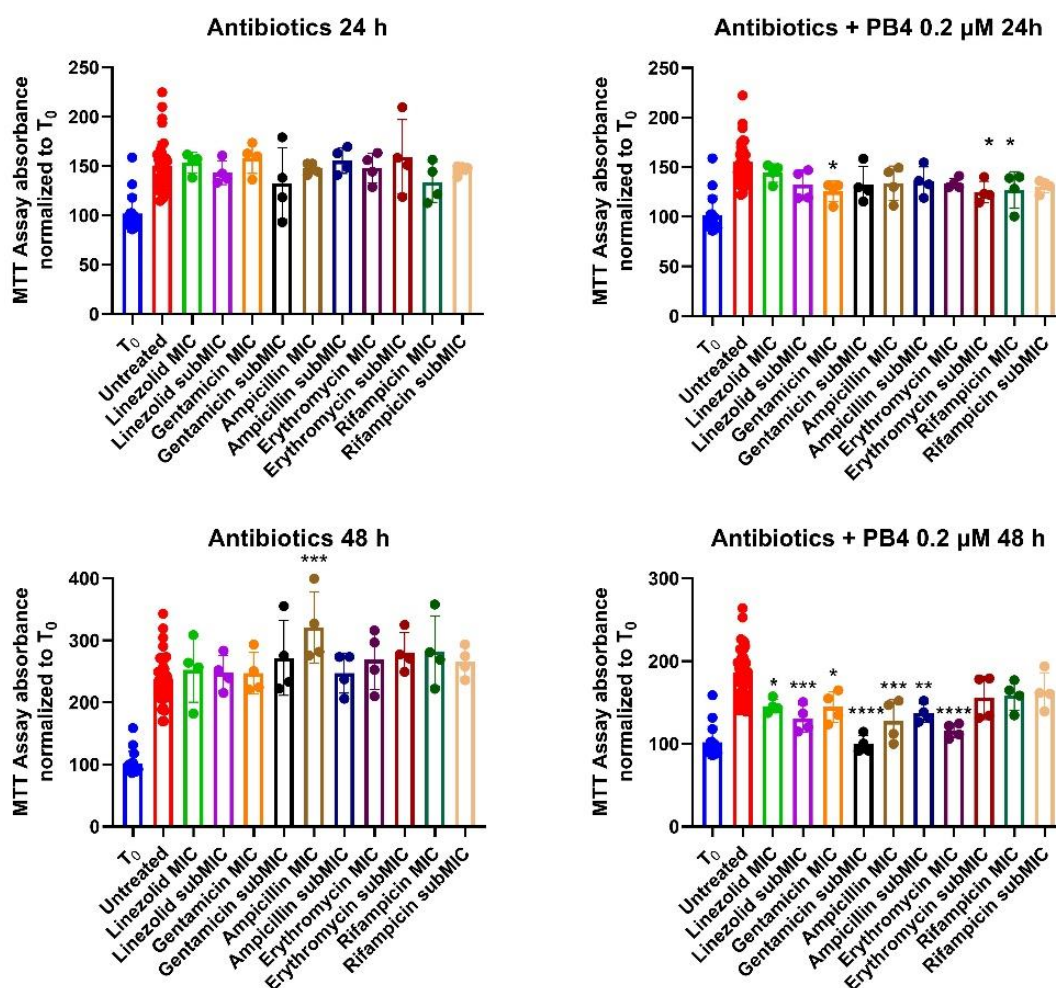 Antibiotics 24 h
MTT Assay absorbance
normalized to T0
250
200
150
100
50
0
T0
Untreated
Linezolid MIC
Linezolid subMIC
Gentamicin MIC
Gentamicin subMIC
Ampicillin MIC
Ampicillin subMIC
Erythromycin MIC
Erythromycin subMIC
Rifampicin MIC
Rifampicin subMIC
Antibiotics + PB4 0.2 µM 24h
MTT Assay absorbance
normalized to T0
250
200
150
100
50
0
*
*
*
T0
Untreated
Linezolid MIC
Linezolid subMIC
Gentamicin MIC
Gentamicin subMIC
Ampicillin MIC
Ampicillin subMIC
Erythromycin MIC
Erythromycin subMIC
Rifampicin MIC
Rifampicin subMIC
Antibiotics 48 h
MTT Assay absorbance
normalized to T0
400
300
200
100
0
***
T0
Untreated
Linezolid MIC
Linezolid subMIC
Gentamicin MIC
Gentamicin subMIC
Ampicillin MIC
Ampicillin subMIC
Erythromycin MIC
Erythromycin subMIC
Rifampicin MIC
Rifampicin subMIC
Antibiotics + PB4 0.2 µM 48 h
MTT Assay absorbance
normalized to T0
300
200
100
0
*
***
*
****
***
**
****
T0
Untreated
Linezolid MIC
Linezolid subMIC
Gentamicin MIC
Gentamicin subMIC
Ampicillin MIC
Ampicillin subMIC
Erythromycin MIC
Erythromycin subMIC
Rifampicin MIC
Rifampicin subMIC